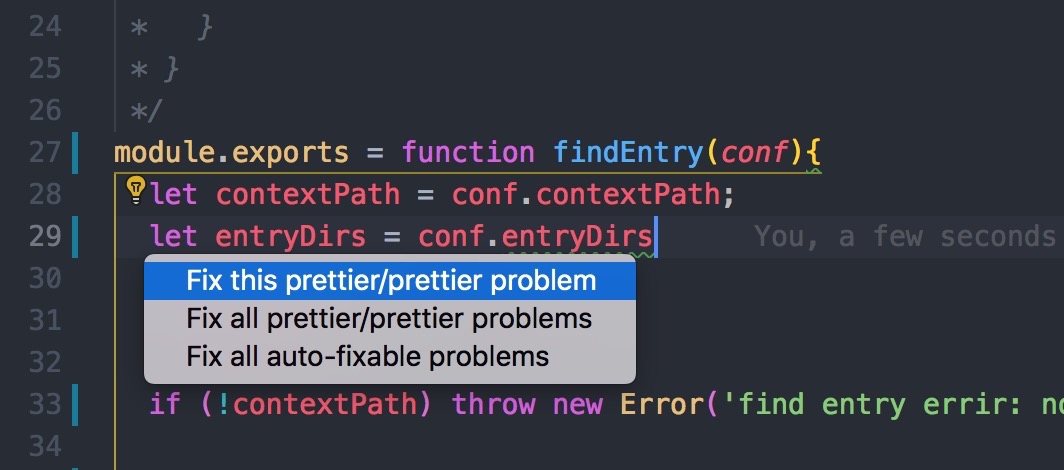 24 *   }
25 * }
26 */
27 module.exports = function findEntry(conf){
28 let contextPath = conf.contextPath;
29 let entryDirs = conf.entryDirs You, a few seconds
30 Fix this prettier/prettier problem
31 Fix all prettier/prettier problems
32 Fix all auto-fixable problems
33 if (!contextPath) throw new Error('find entry errir: no
34